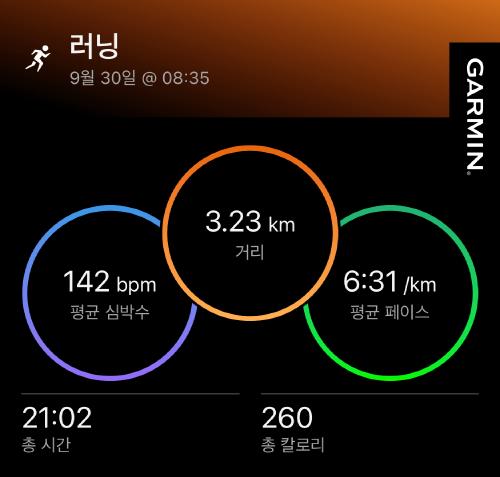 러닝
9월 30일 @ 08:35
GARMIN
3.23 km
거리
142 bpm
평균 심박수
6:31 /km
평균 페이스
21:02
총 시간
260
총 칼로리